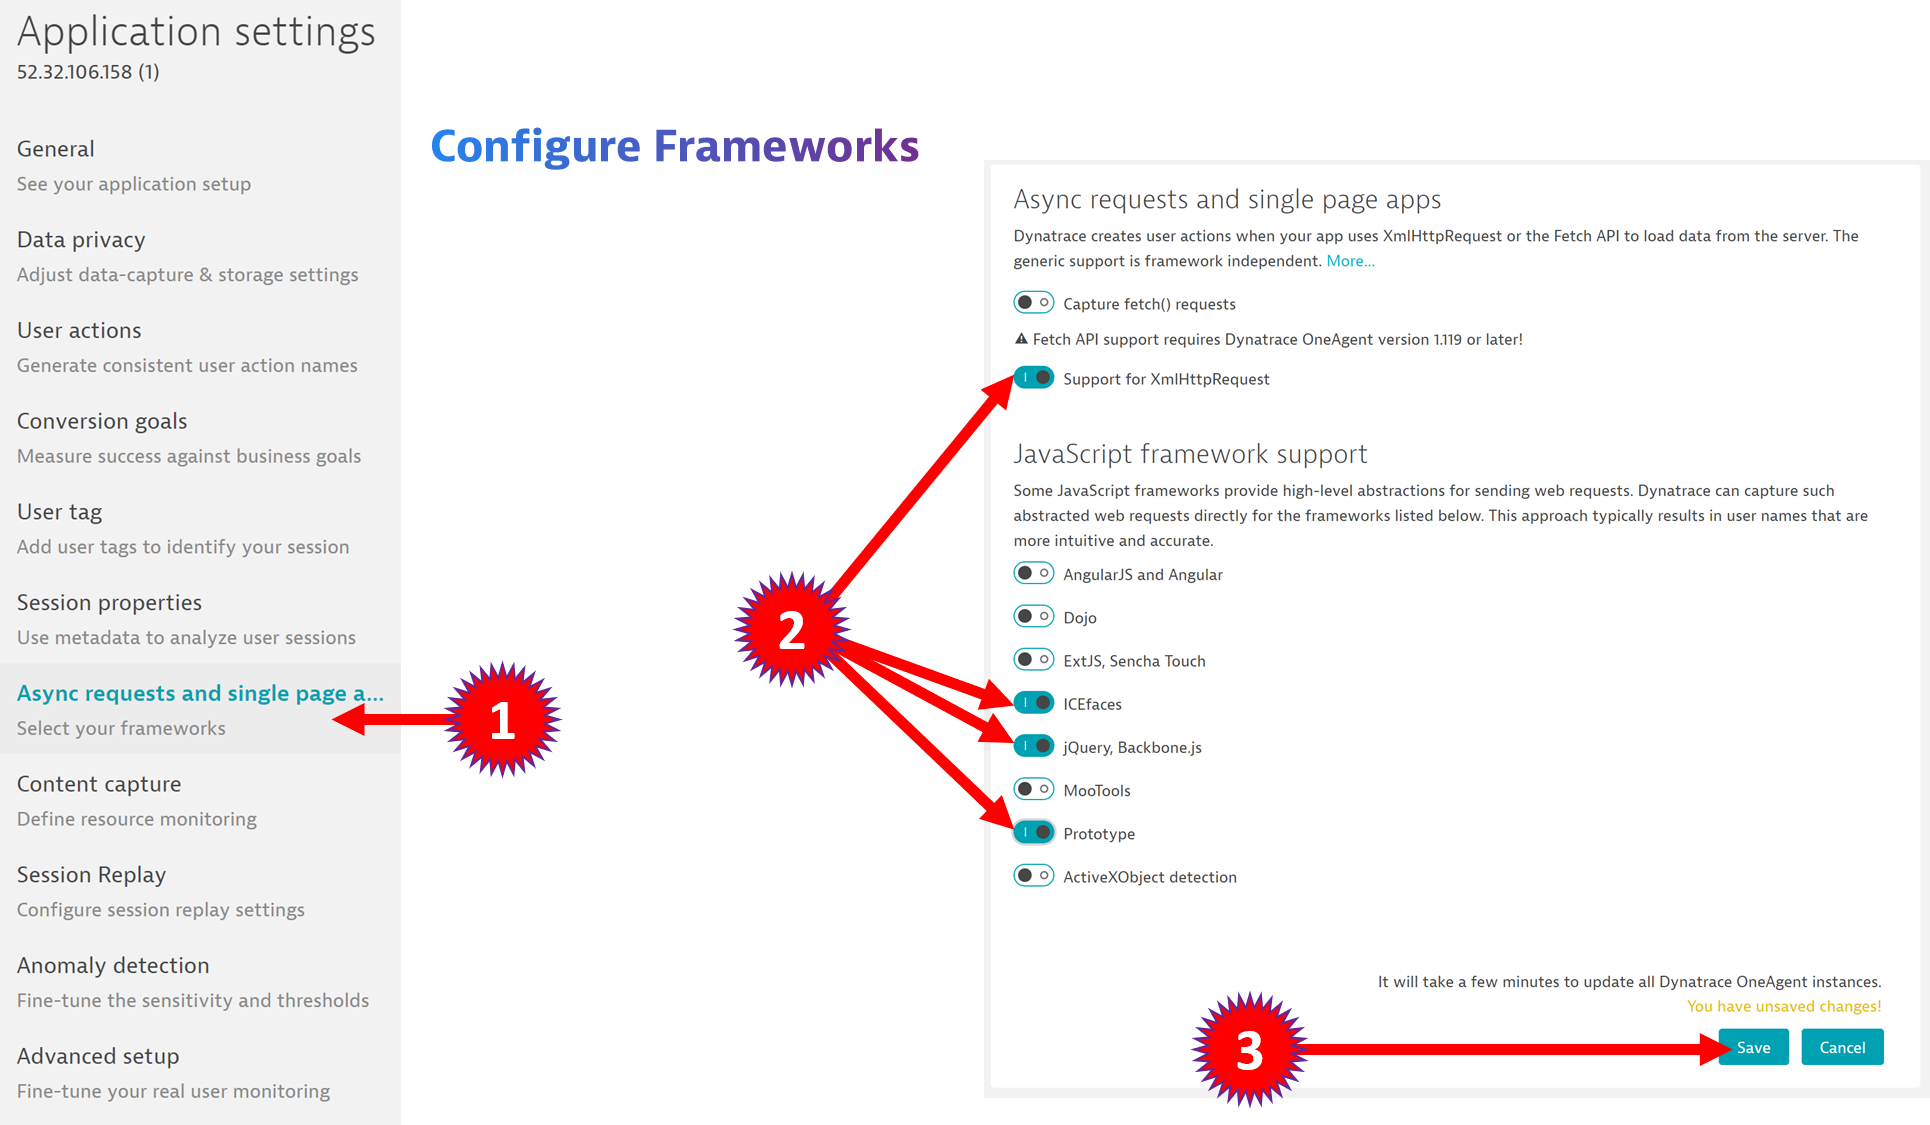 Application settings
52.32.106.158 (1)
General
See your application setup
Data privacy
Adjust data-capture & storage settings
User actions
Generate consistent user action names
Conversion goals
Measure success against business goals
User tag
Add user tags to identify your session
Session properties
Use metadata to analyze user sessions
Async requests and single page a...
Select your frameworks
Content capture
Define resource monitoring
Session Replay
Configure session replay settings
Anomaly detection
Fine-tune the sensitivity and thresholds
Advanced setup
Fine-tune your real user monitoring
Configure Frameworks
1
2
3
Async requests and single page apps
Dynatrace creates user actions when your app uses XmlHttpRequest or the Fetch API to load data from the server. The
generic support is framework independent. More...
Capture fetch() requests
Fetch API support requires Dynatrace OneAgent version 1.119 or later!
Support for XmlHttpRequest
JavaScript framework support
Some JavaScript frameworks provide high-level abstractions for sending web requests. Dynatrace can capture such
abstracted web requests directly for the frameworks listed below. This approach typically results in user names that are
more intuitive and accurate.
AngularJS and Angular
Dojo
ExtJS, Sencha Touch
ICEfaces
jQuery, Backbone.js
MooTools
Prototype
ActiveXObject detection
It will take a few minutes to update all Dynatrace OneAgent instances.
You have unsaved changes!
Save
Cancel